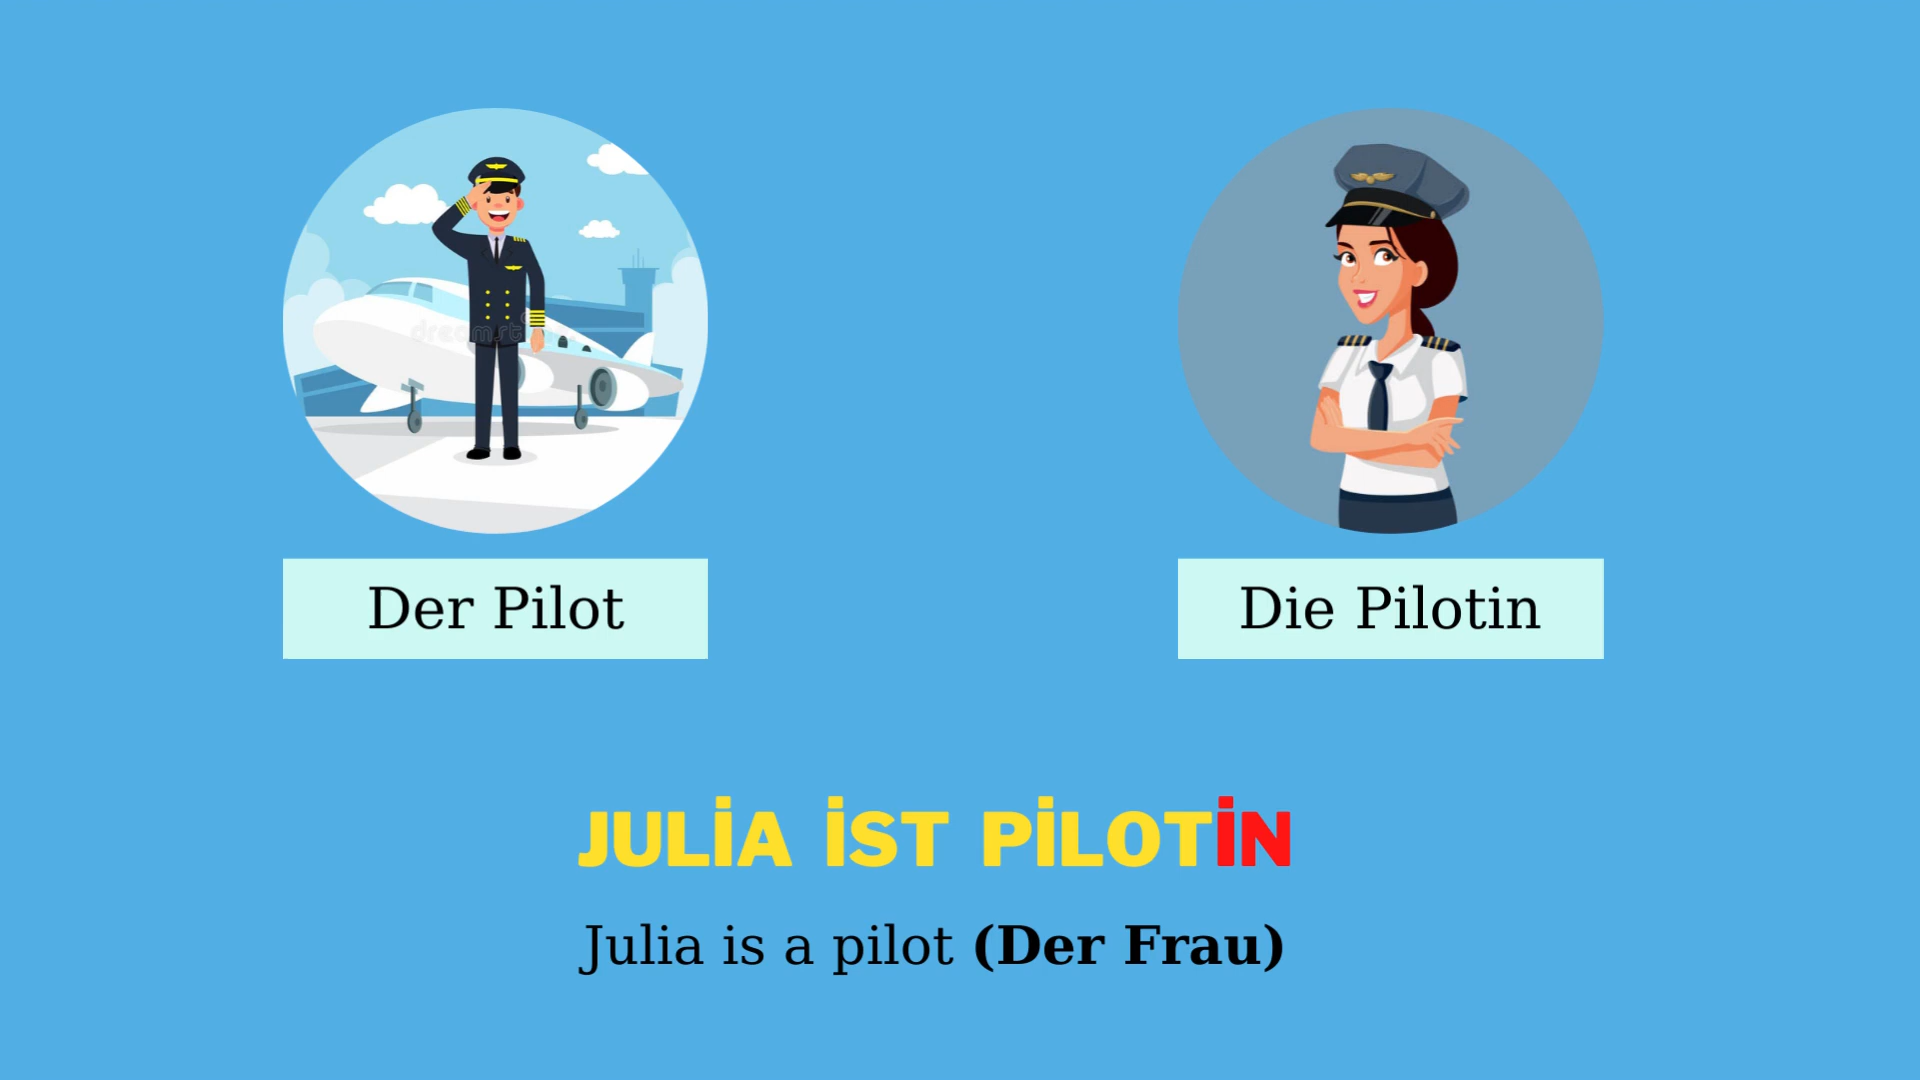 Der Pilot
Die Pilotin
JULİA İST PİLOTİN
Julia is a pilot (Der Frau)